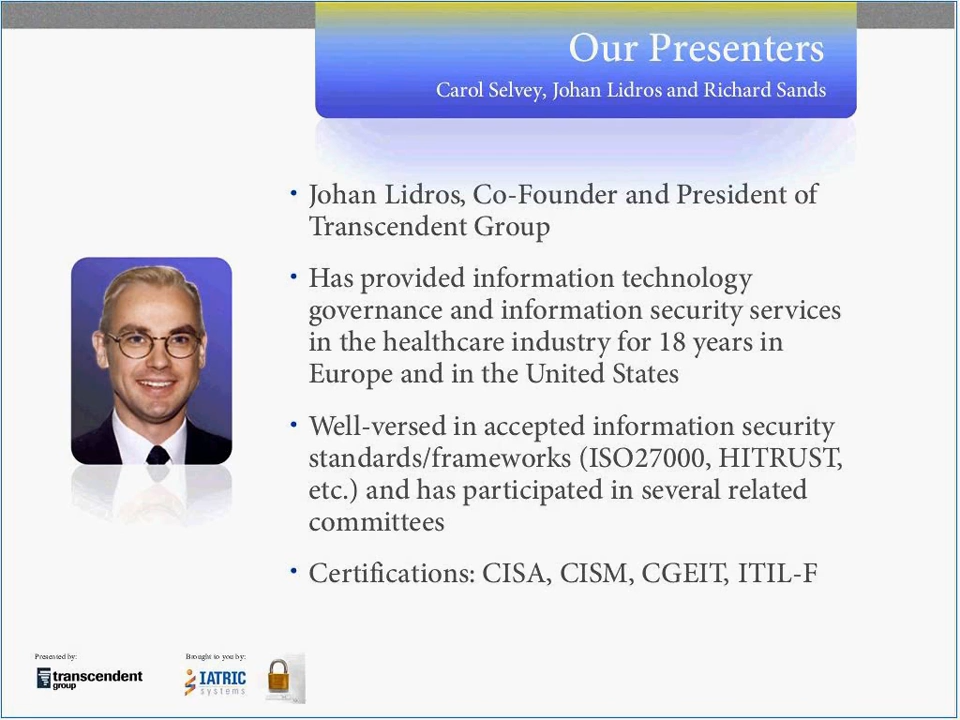 Our Presenters
Carol Selvey, Johan Lidros and Richard Sands
• Johan Lidros, Co-Founder and President of
Transcendent Group
• Has provided information technology
governance and information security services
in the healthcare industry for 18 years in
Europe and in the United States
• Well-versed in accepted information security
standards/frameworks (ISO27000, HITRUST,
etc.) and has participated in several related
committees
• Certifications: CISA, CISM, CGEIT, ITIL-F
Presented by:
transcendent
group
Brought to you by:
IATRIC
systems